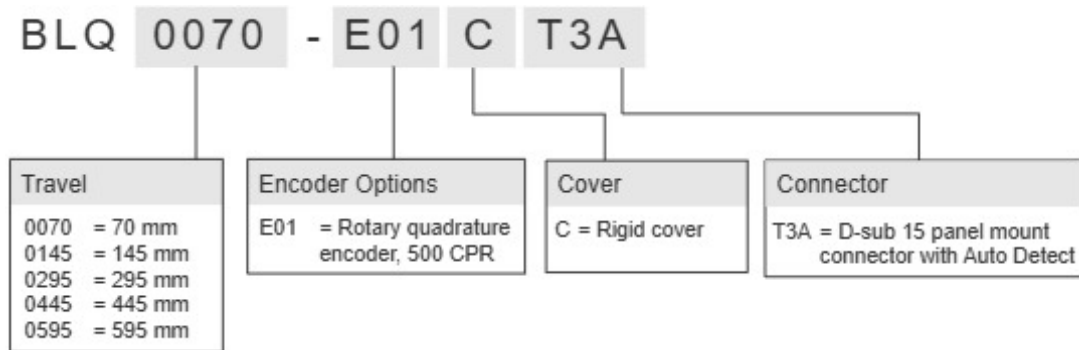 BLQ 0070 - E01 C T3A
Travel
0070 = 70 mm
0145 = 145 mm
0295 = 295 mm
0445 = 445 mm
0595 = 595 mm
Encoder Options
E01 = Rotary quadrature
encoder, 500 CPR
Cover
C = Rigid cover
Connector
T3A = D-sub 15 panel mount
connector with Auto Detect